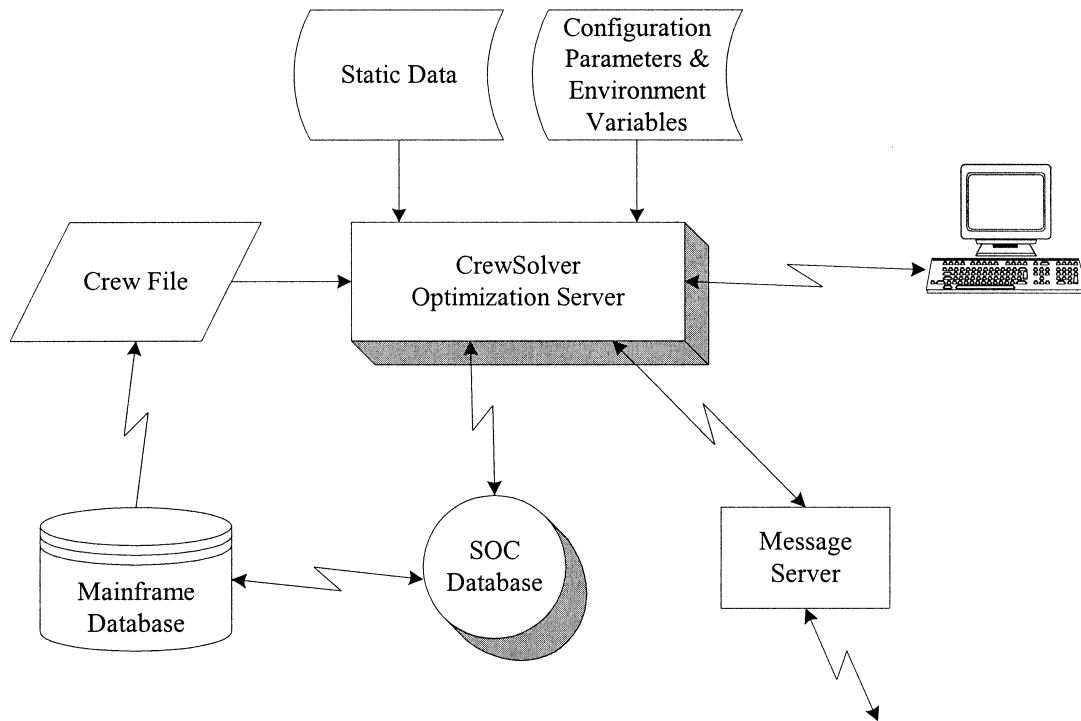 Static Data
Configuration
Parameters &
Environment
Variables
Crew File
CrewSolver
Optimization Server
Mainframe
Database
SOC
Database
Message
Server